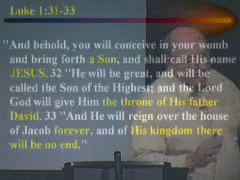 Luke 1:31-33
"And behold, you will conceive in your womb
and bring forth a Son, and shall call His name
JESUS. 32 "He will be great, and will be
called the Son of the Highest; and the Lord
God will give Him the throne of His father
David. 33 "And He will reign over the house
of Jacob forever, and of His kingdom there
will be no end."